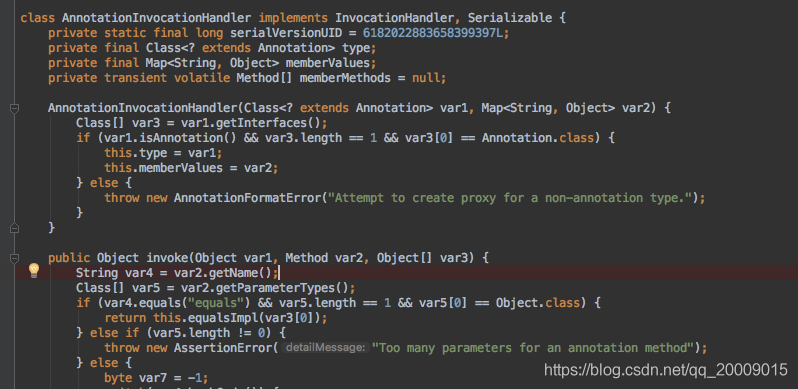 class AnnotationInvocationHandler implements InvocationHandler, Serializable {
    private static final long serialVersionUID = 6182022883658399397L;
    private final Class<? extends Annotation> type;
    private final Map<String, Object> memberValues;
    private transient volatile Method[] memberMethods = null;

    AnnotationInvocationHandler(Class<? extends Annotation> var1, Map<String, Object> var2) {
        Class[] var3 = var1.getInterfaces();
        if (var1.isAnnotation() && var3.length == 1 && var3[0] == Annotation.class) {
            this.type = var1;
            this.memberValues = var2;
        } else {
            throw new AnnotationFormatError("Attempt to create proxy for a non-annotation type.");
        }
    }

    public Object invoke(Object var1, Method var2, Object[] var3) {
        String var4 = var2.getName();
        Class[] var5 = var2.getParameterTypes();
        if (var4.equals("equals") && var5.length == 1 && var5[0] == Object.class) {
            return this.equalsImpl(var3[0]);
        } else if (var5.length != 0) {
            throw new AssertionError( detailMessage: "Too many parameters for an annotation method");
        } else {
            byte var7 = -1;
https://blog.csdn.net/qq_20009015